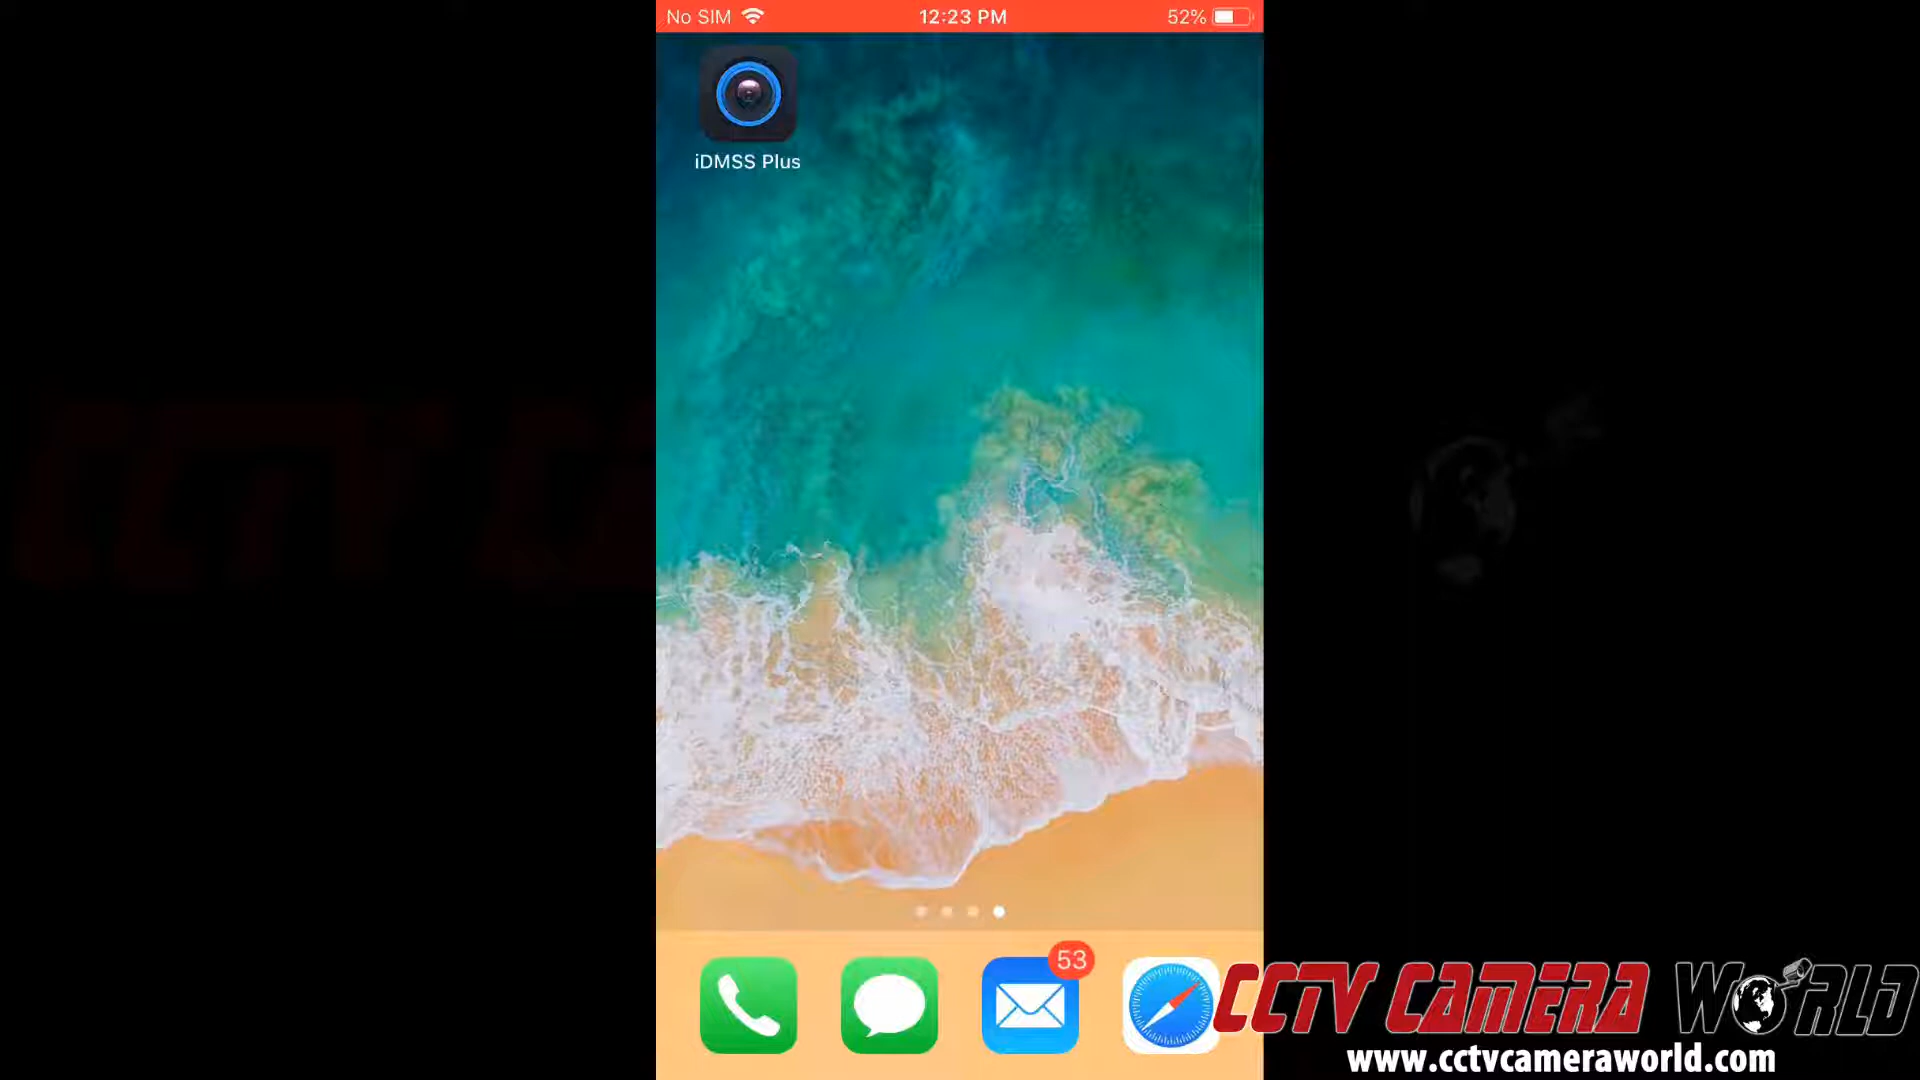 No SIM 12:23 PM 52%
iDMSS Plus
53
CCTV CAMERA WORLD
www.cctvcameraworld.com